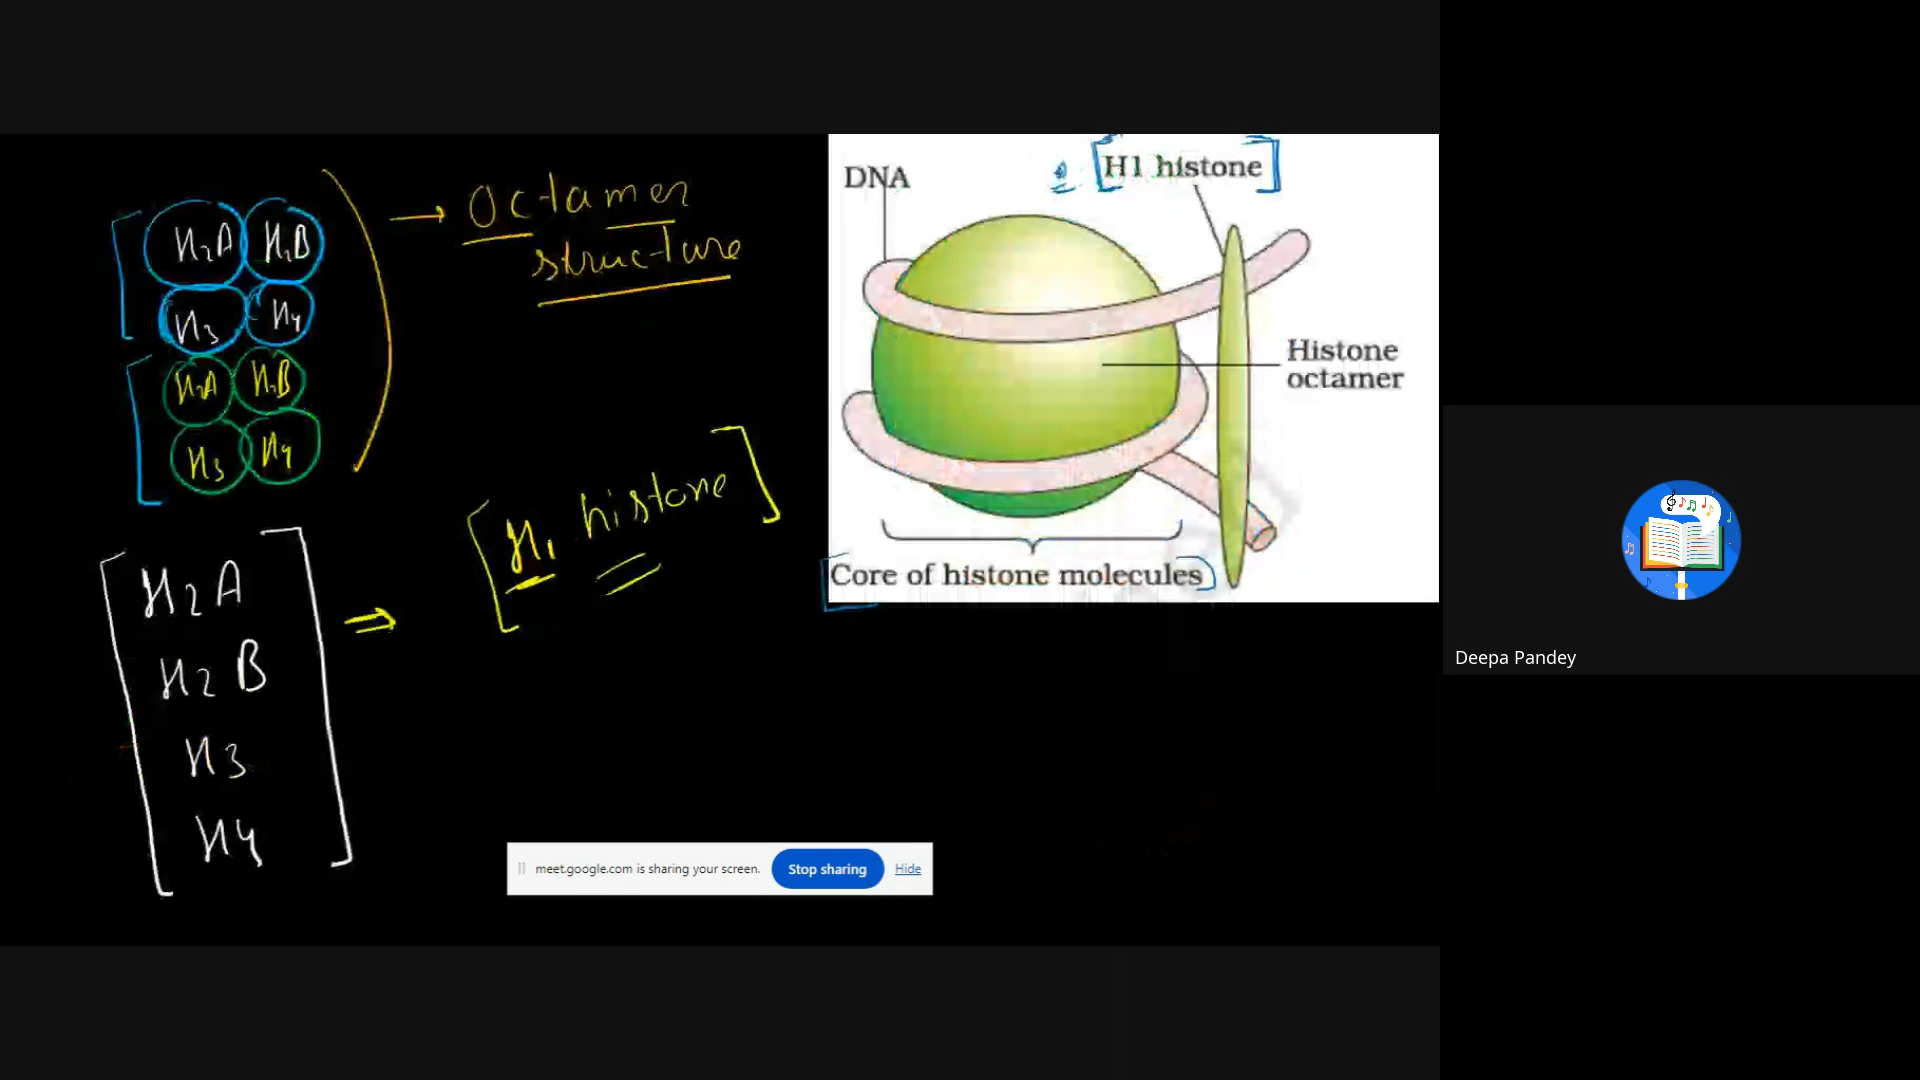 H2A H2B
H3 H4
H2A H2B
H3 H4
→ Octamer
structure
[H1 histone]
H2A
H2B
H3
H4
⇒
DNA
[H1 histone]
Histone
octamer
Core of histone molecules
Deepa Pandey
meet.google.com is sharing your screen. Stop sharing Hide